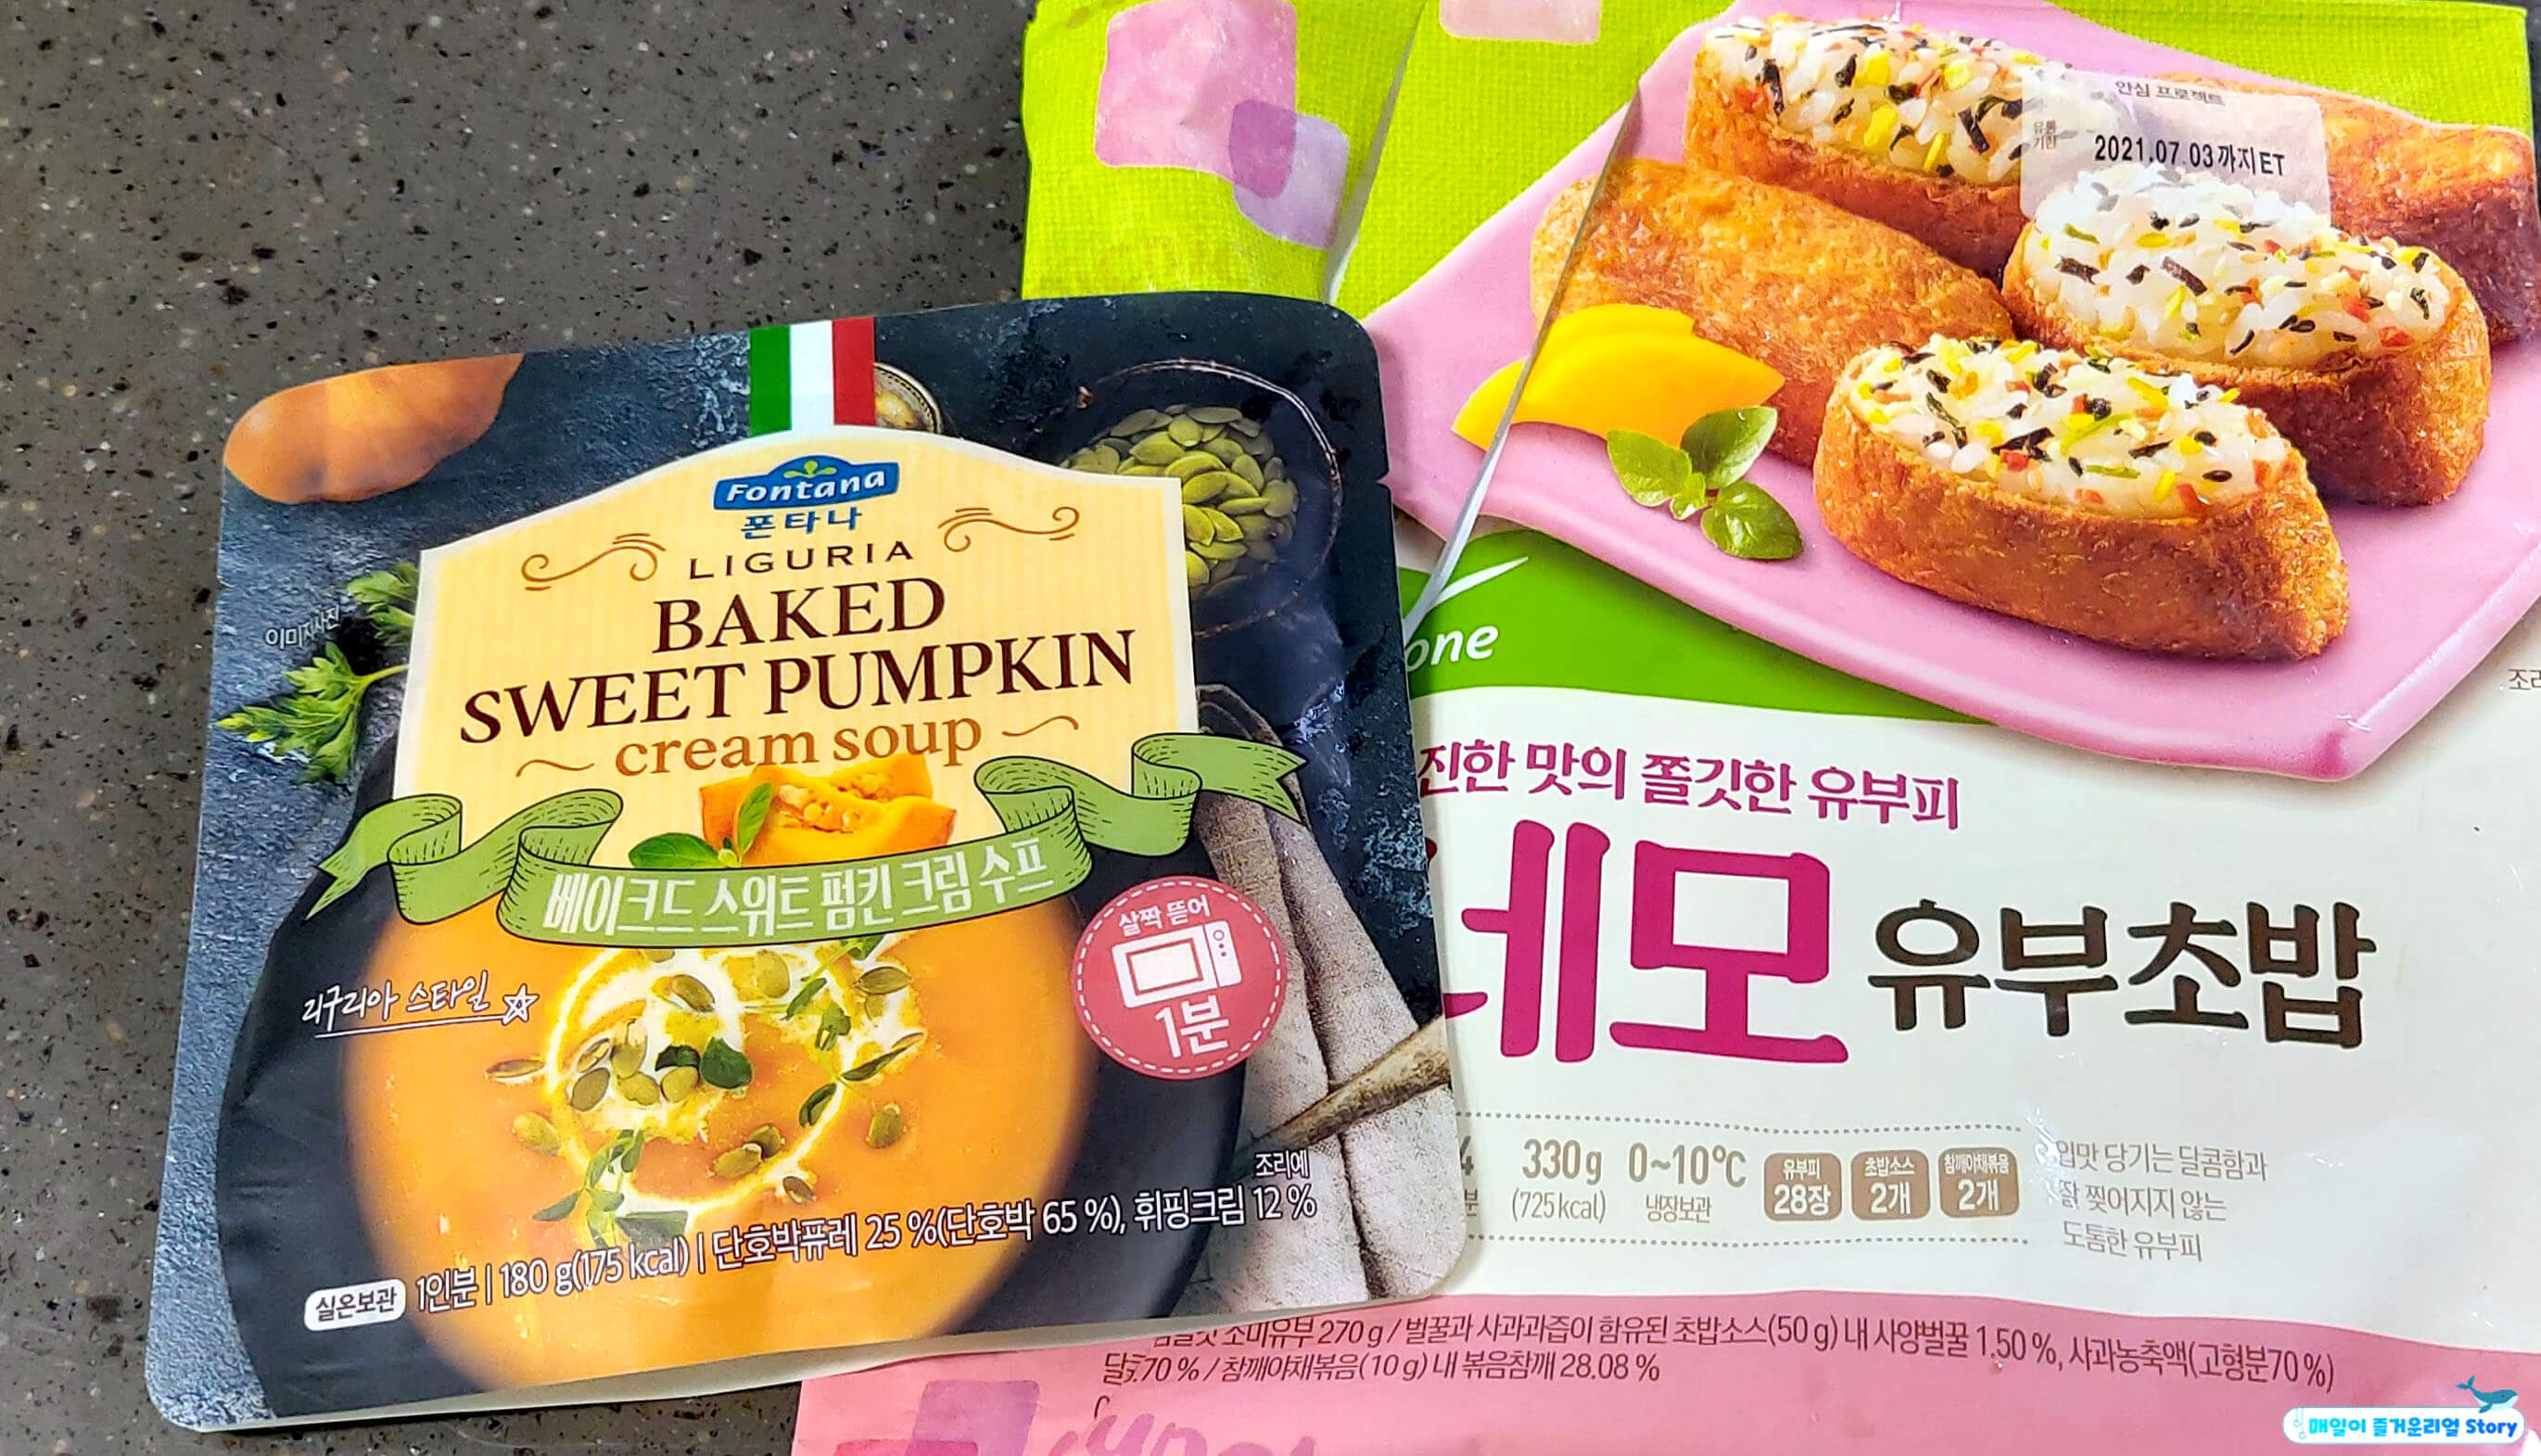 Fontana
폰타나
LIGURIA
BAKED
SWEET PUMPKIN
cream soup
베이크드 스위트 펌킨 크림 수프
이미지사진
리구리아 스타일
살짝 뜯어
1분
조리예
실온보관 1인분 | 180 g(175 kcal) | 단호박퓨레 25 %(단호박 65 %), 휘핑크림 12 %
안심 프로젝트
유통
기한
2021.07.03까지ET
one
진한 맛의 쫄깃한 유부피
네모 유부초밥
330g
(725kcal)
0~10℃
냉장보관
유부피
28장
초밥소스
2개
참깨야채볶음
2개
입맛 당기는 달콤함과
잘 찢어지지 않는
도톰한 유부피
조미유부 270 g / 벌꿀과 사과과즙이 함유된 초밥소스(50 g) 내 사양벌꿀 1.50 %, 사과농축액(고형분70 %)
70 % / 참깨야채볶음(10 g) 내 볶음참깨 28.08 %
매일이 즐거운리얼 Story